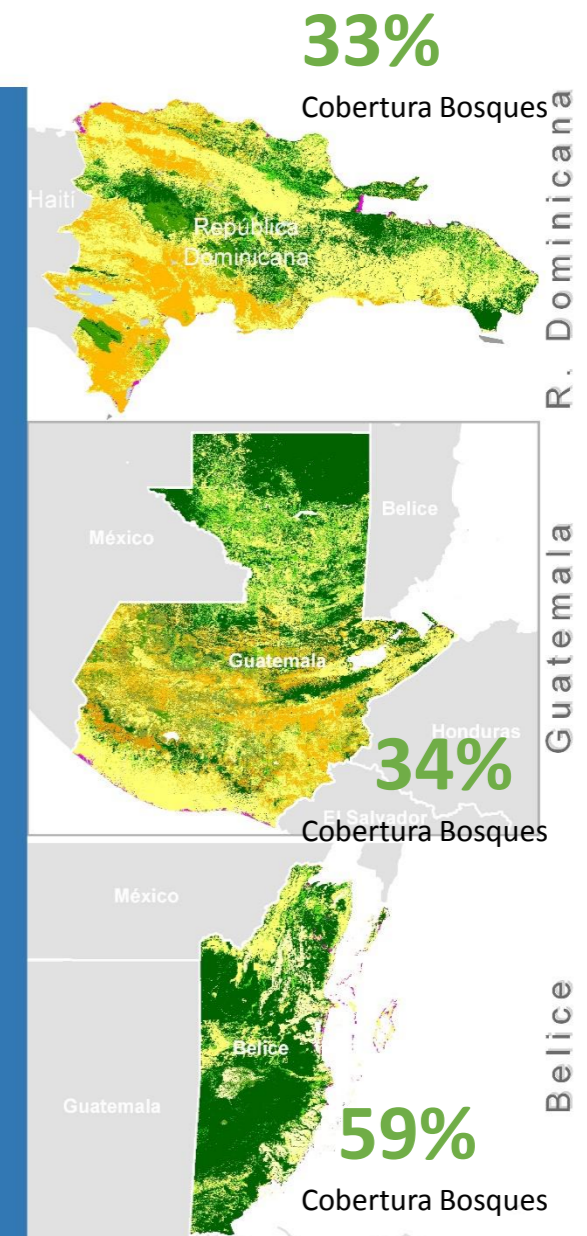 33%
Cobertura Bosques
Haití
República
Dominicana
R. Dominicana
México
Belice
Guatemala
Honduras
34%
El Salvador
Cobertura Bosques
Guatemala
México
Belice
Guatemala
59%
Cobertura Bosques
Belice